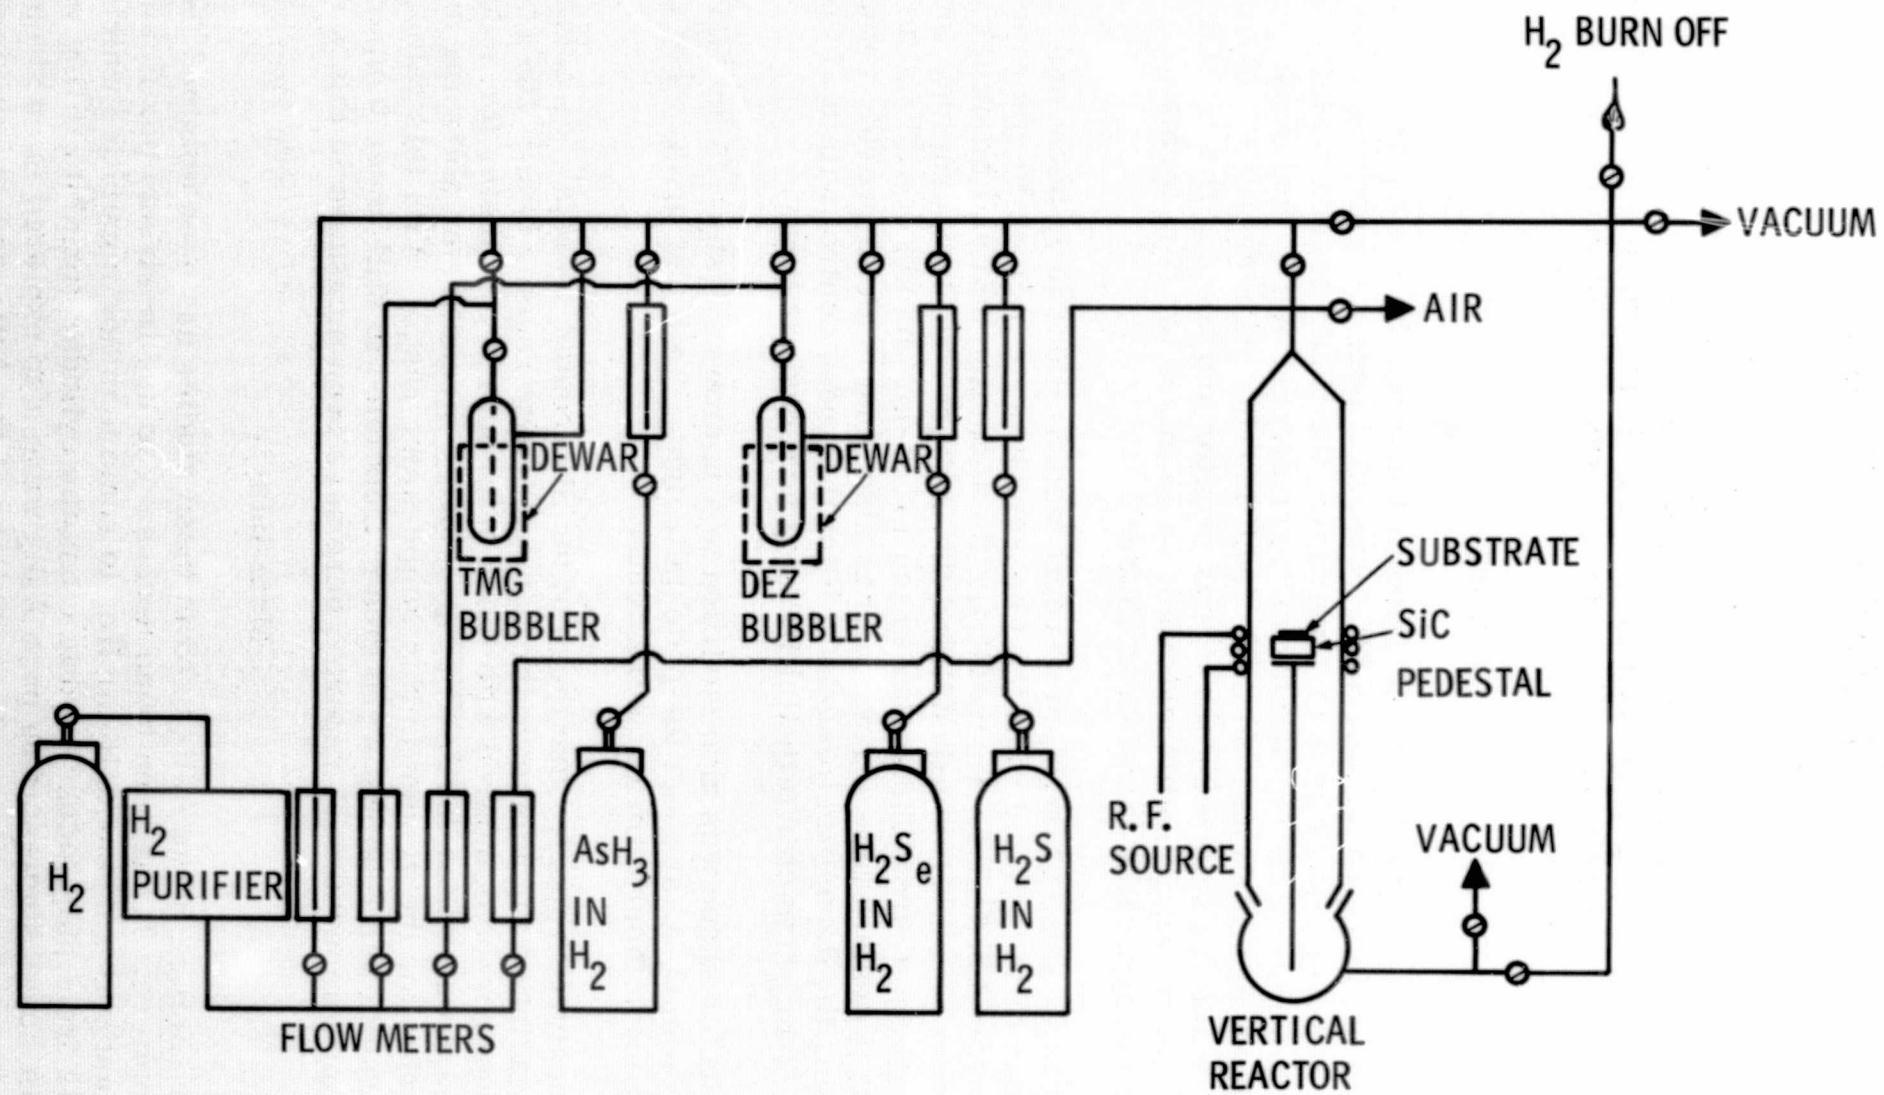 H2 BURN OFF
VACUUM
AIR
DEWAR
DEWAR
TMG
BUBBLER
DEZ
BUBBLER
SUBSTRATE
SiC
PEDESTAL
R. F.
SOURCE
VACUUM
H2
H2
PURIFIER
AsH3
IN
H2
H2Se
IN
H2
H2S
IN
H2
FLOW METERS
VERTICAL
REACTOR